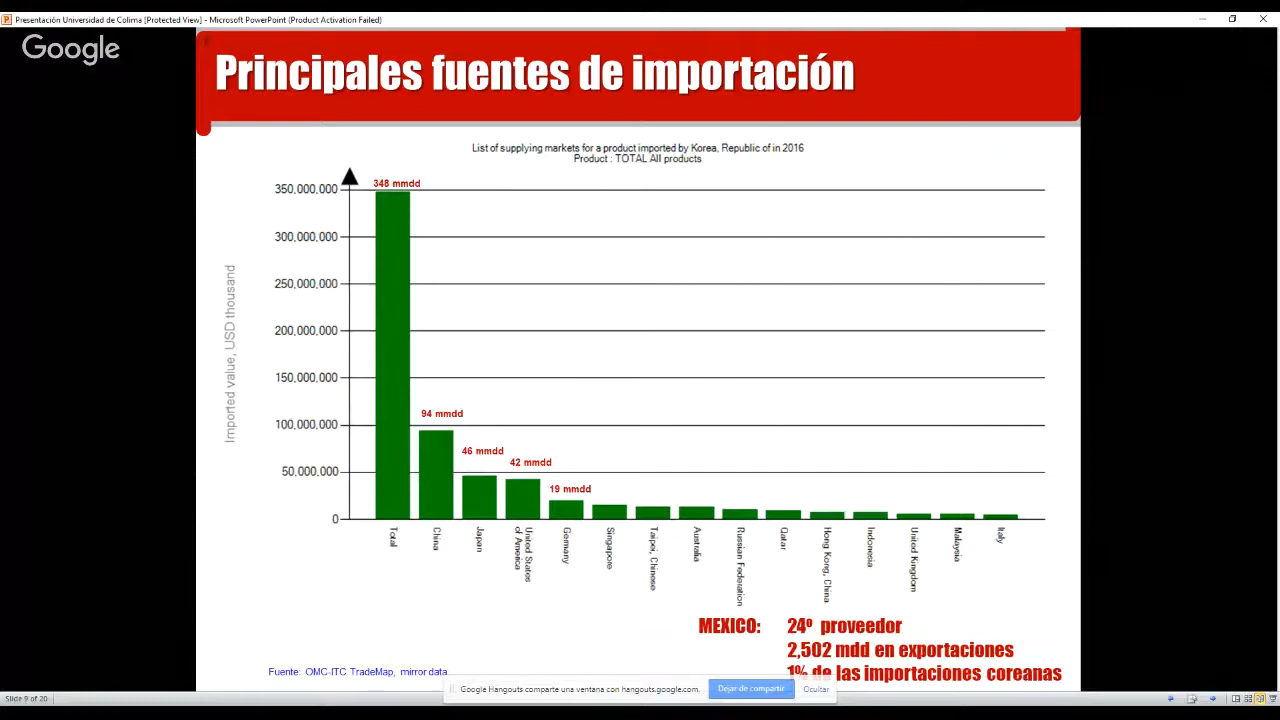 Presentación Universidad de Colima [Protected View] - Microsoft PowerPoint (Product Activation Failed)
Google
Principales fuentes de importación
List of supplying markets for a product imported by Korea, Republic of in 2016
Product : TOTAL All products
Imported value, USD thousand
350,000,000
300,000,000
250,000,000
200,000,000
150,000,000
100,000,000
50,000,000
0
348 mmdd
94 mmdd
46 mmdd
42 mmdd
19 mmdd
Total
China
Japan
United States
of America
Germany
Singapore
Taipei, Chinese
Australia
Russian Federation
Qatar
Hong Kong, China
Indonesia
United Kingdom
Malaysia
Italy
MEXICO: 24º proveedor
2,502 mdd en exportaciones
1% de las importaciones coreanas
Fuente: OMC-ITC TradeMap, mirror data
Google Hangouts comparte una ventana con hangouts.google.com.
Dejar de compartir
Ocultar
Slide 9 of 20